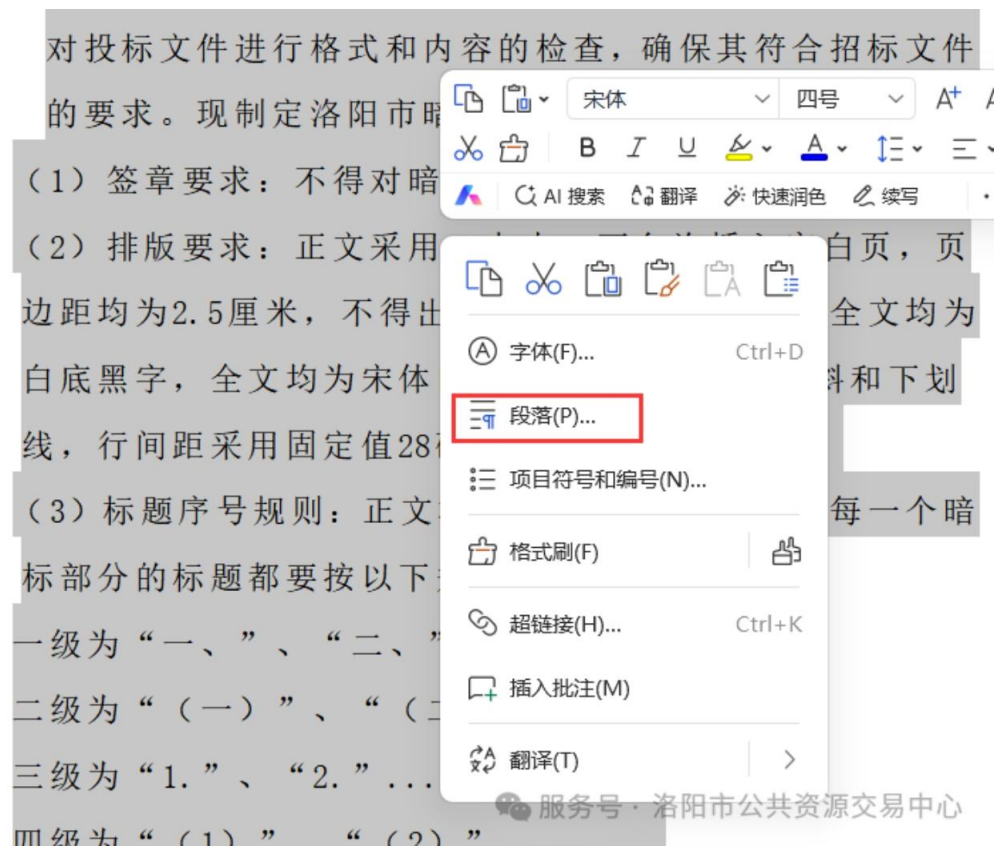 对投标文件进行格式和内容的检查，确保其符合招标文件
的要求。现制定洛阳市暗
（1）签章要求：不得对暗
（2）排版要求：正文采用 白页，页
边距均为2.5厘米，不得出 全文均为
白底黑字，全文均为宋体 斜和下划
线，行间距采用固定值28
（3）标题序号规则：正文 每一个暗
标部分的标题都要按以下
一级为“一、”、“二、”
二级为“（一）”、“（二
三级为“1.”、“2.”...
四级为“（1）”、“（2）”
宋体 四号
B I U A
AI 搜索 翻译 快速润色 续写
字体(F)... Ctrl+D
段落(P)...
项目符号和编号(N)...
格式刷(F)
超链接(H)... Ctrl+K
插入批注(M)
翻译(T)
服务号 · 洛阳市公共资源交易中心